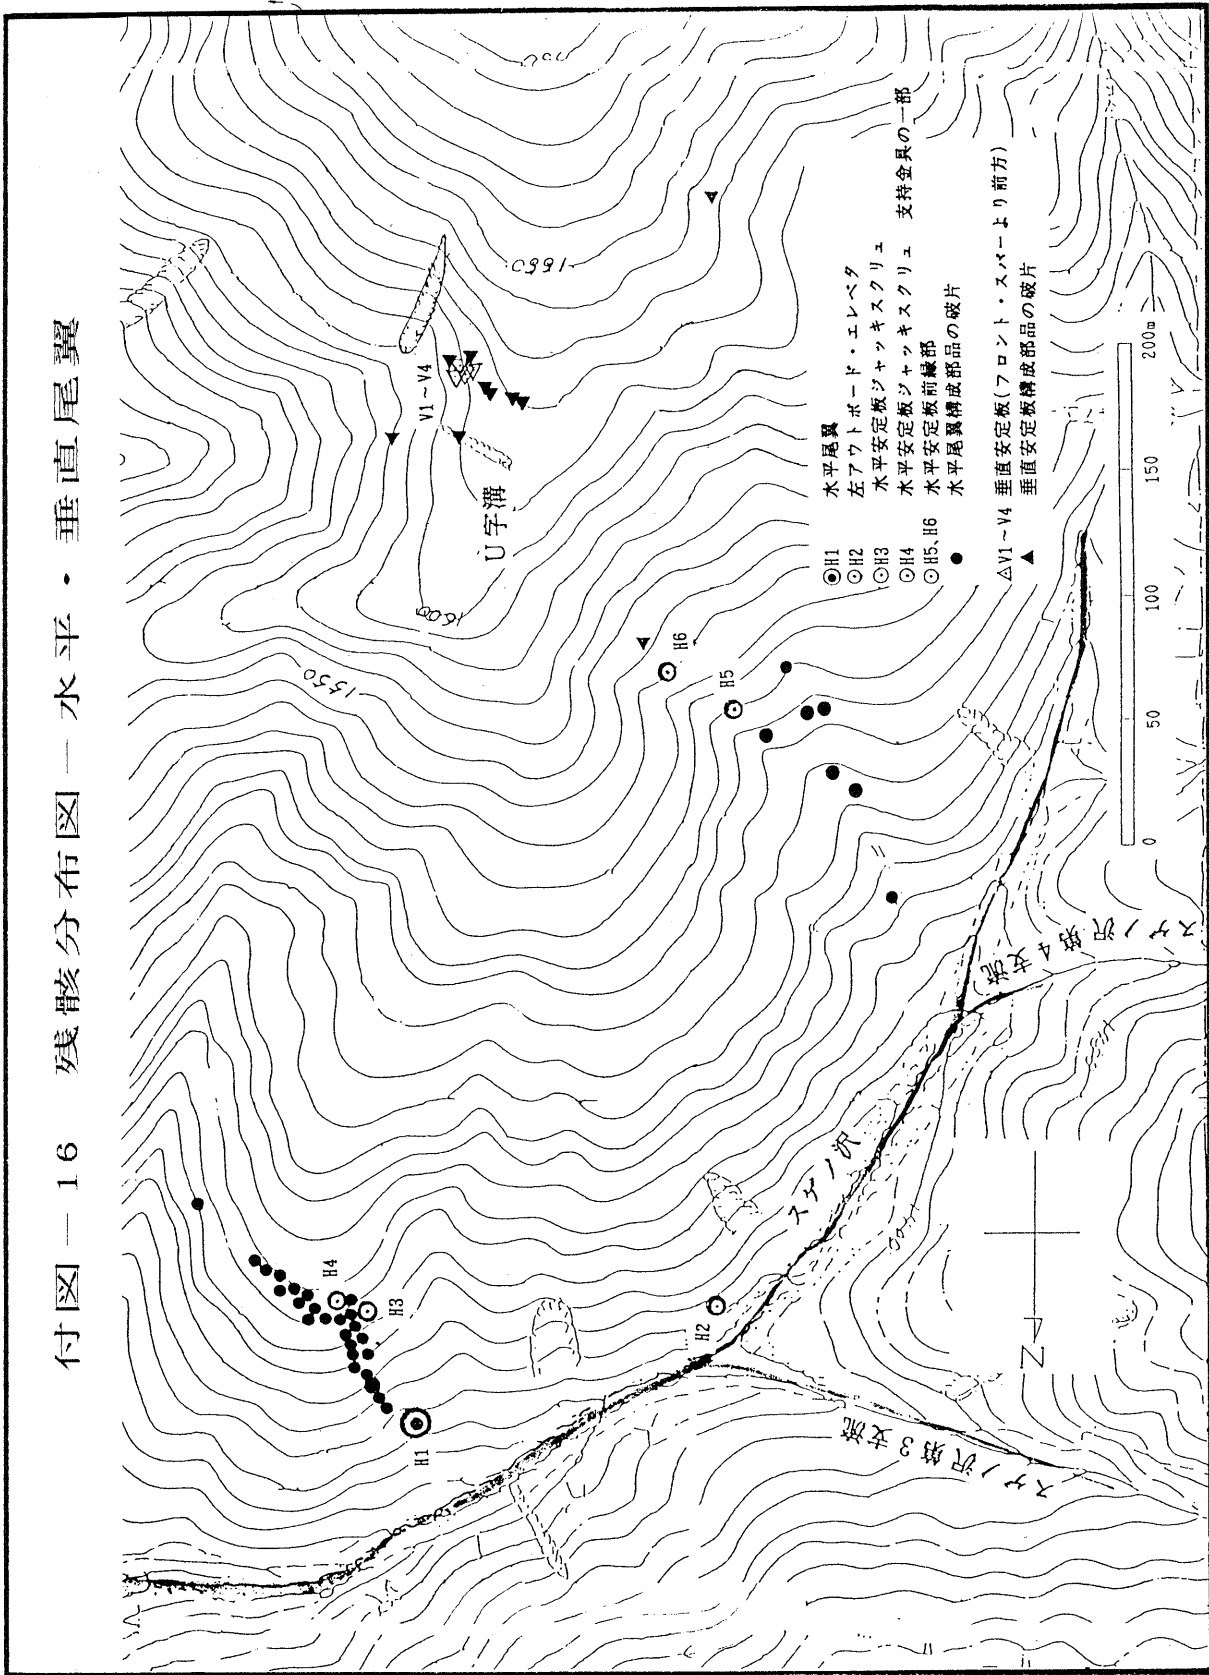 付図－16 残骸分布図－水平・垂直尾翼
V1～V4
U字溝
1550
1600
1550
H6
H5
H4
H3
H2
H1
スゲノ沢
スゲノ沢第3支流
スゲノ沢第4支流
N
H1 水平尾翼
H2 左アウトボード・エレベタ
H3 水平安定板ジャッキスクリュ
H4 水平安定板ジャッキスクリュ 支持金具の一部
H5、H6 水平安定板前縁部
● 水平尾翼構成部品の破片
△V1～V4 垂直安定板(フロント・スパーより前方)
▲ 垂直安定板構成部品の破片
0 50 100 150 200m